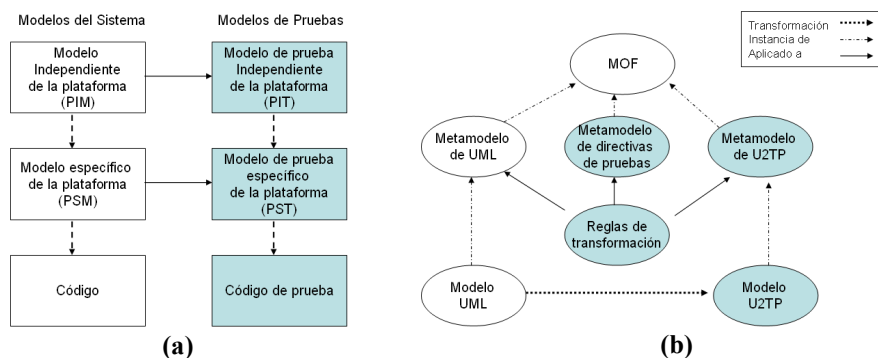 Modelos del Sistema
Modelos de Pruebas
Modelo
Independiente
de la plataforma
(PIM)
Modelo de prueba
Independiente
de la plataforma
(PIT)
Modelo específico
de la plataforma
(PSM)
Modelo de prueba
específico
de la plataforma
(PST)
Código
Código de prueba
(a)
Transformación
Instancia de
Aplicado a
MOF
Metamodelo
de UML
Metamodelo
de directivas
de pruebas
Metamodelo
de U2TP
Reglas de
transformación
Modelo
UML
Modelo
U2TP
(b)